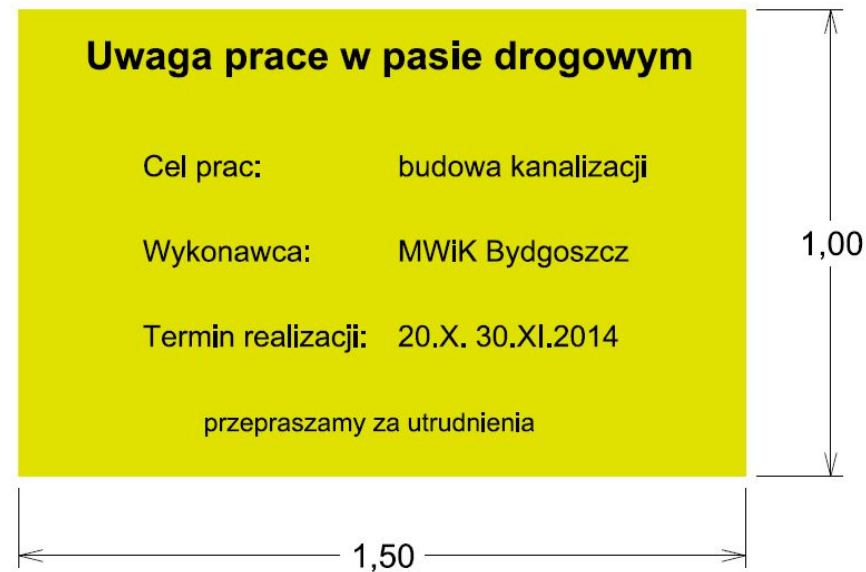 Uwaga prace w pasie drogowym
Cel prac: budowa kanalizacji
Wykonawca: MWiK Bydgoszcz
1,00
Termin realizacji: 20.X. 30.XI.2014
przepraszamy za utrudnienia
1,50